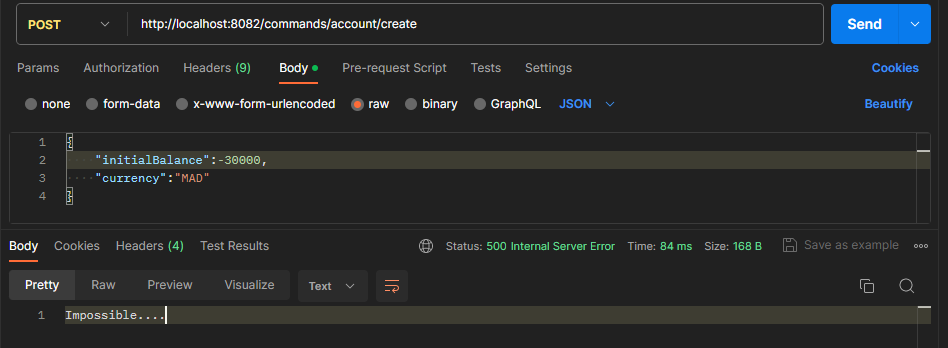 POST http://localhost:8082/commands/account/create Send
Params Authorization Headers (9) Body Pre-request Script Tests Settings Cookies
none form-data x-www-form-urlencoded raw binary GraphQL JSON Beautify
1 {
2 "initialBalance":-30000,
3 "currency":"MAD"
4 }
Body Cookies Headers (4) Test Results Status: 500 Internal Server Error Time: 84 ms Size: 168 B Save as example
Pretty Raw Preview Visualize Text
1 Impossible....